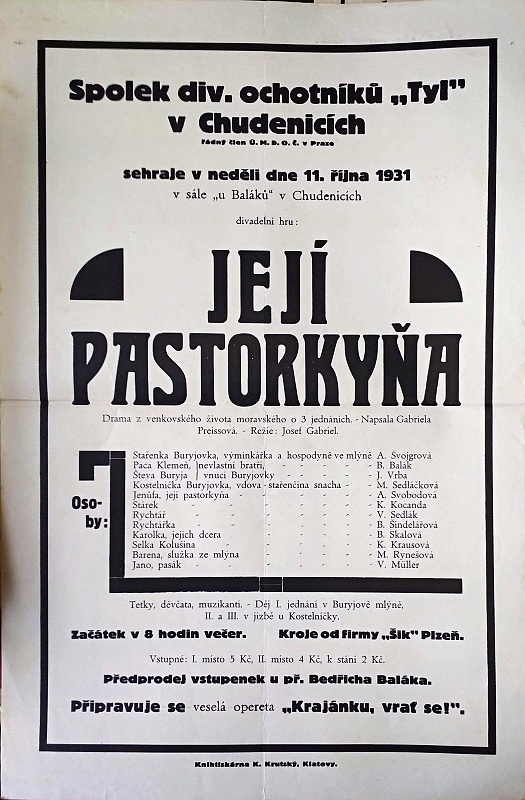 Spolek div. ochotníků „Tyl“
v Chudenicích
řádný člen Ú. M. D. O. Č. v Praze
sehraje v neděli dne 11. října 1931
v sále „u Baláků“ v Chudenicích
divadelní hru:
JEJÍ
PASTORKYŇA
Drama z venkovského života moravského o 3 jednáních. - Napsala Gabriela
Preissová. - Režie: Josef Gabriel.
Osoby:
Stařenka Buryjovka, výminkářka a hospodyně ve mlýně A. Švojgrová
Paca Klemeň, ) nevlastní bratři, - - - - - B. Balák
Števa Buryja ) vnuci Buryjovky - - - - - J. Vrba
Kostelnička Buryjovka, vdova - stařenčina snacha - - M. Sedláčková
Jenůfa, její pastorkyňa - - - - - - A. Svobodová
Stárek - - - - - - - K. Kocanda
Rychtář - - - - - - - V. Sedlák
Rychtářka - - - - - - - B. Šindelářová
Karolka, jejich dcera - - - - - - B. Skalová
Selka Kolušina - - - - - - K. Krausová
Barena, služka ze mlýna - - - - - - M. Rynešová
Jano, pasák - - - - - - - V. Müller
Tetky, děvčata, muzikanti. - Děj I. jednání v Buryjově mlýně,
II. a III. v jizbě u Kostelničky.
Začátek v 8 hodin večer. Kroje od firmy „Šik“ Plzeň.
Vstupné: I. místo 5 Kč, II. místo 4 Kč, k stání 2 Kč.
Předprodej vstupenek u př. Bedřicha Baláka.
Připravuje se veselá opereta „Krajánku, vrať se!“.
Knihtiskárna K. Krutský, Klatovy.